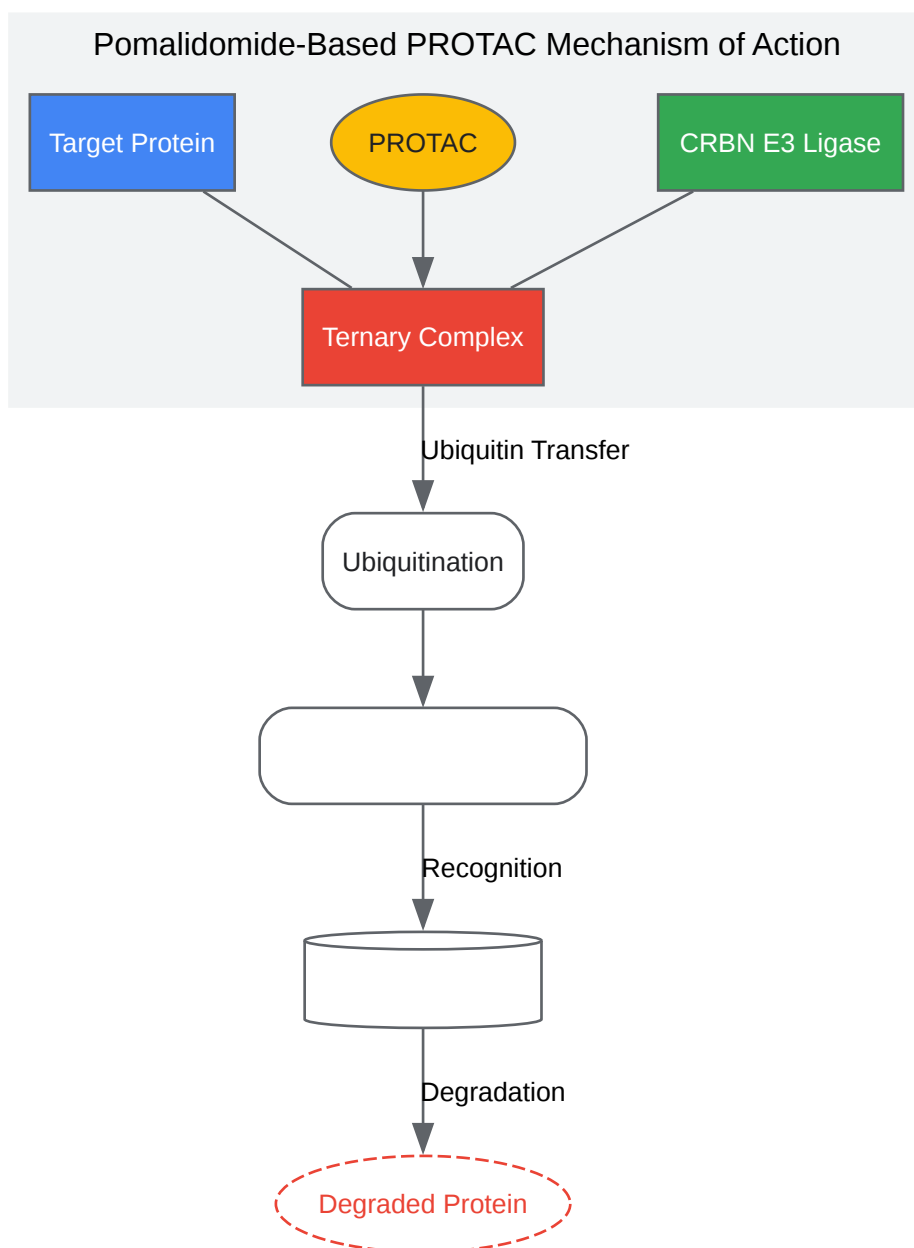 Pomalidomide-Based PROTAC Mechanism of Action
Target Protein
PROTAC
CRBN E3 Ligase
Ternary Complex
Ubiquitin Transfer
Ubiquitination
Recognition
Degradation
Degraded Protein